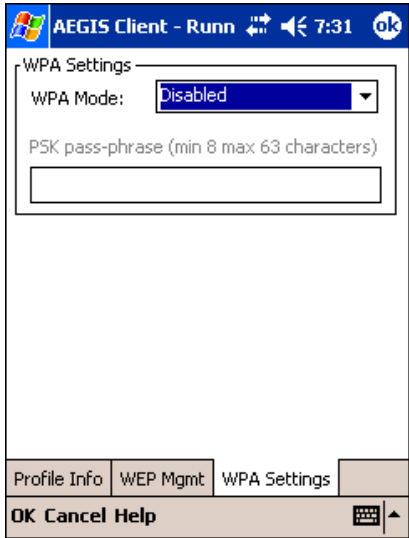 AEGIS Client - Runn 7:31 ok
WPA Settings
WPA Mode: Disabled
PSK pass-phrase (min 8 max 63 characters)
Profile Info WEP Mgmt WPA Settings
OK Cancel Help